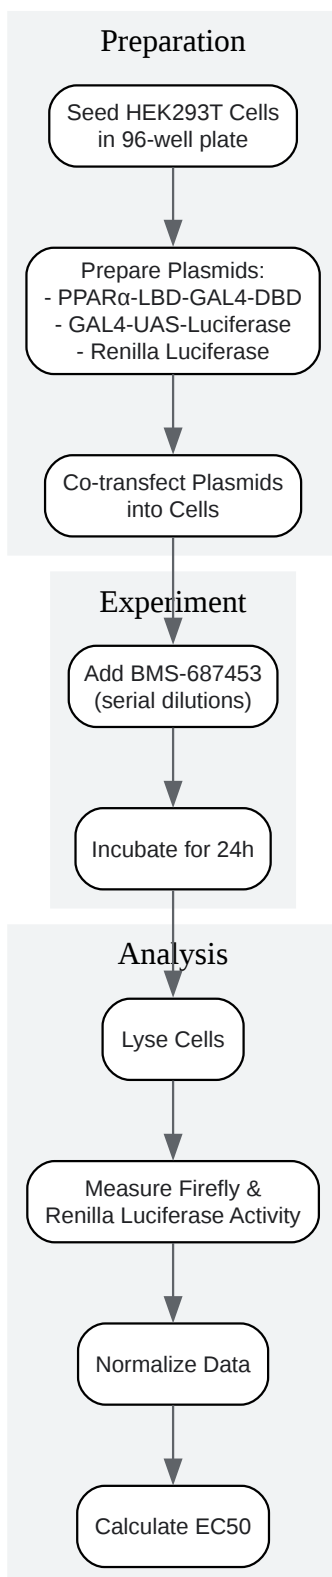 Preparation
Seed HEK293T Cells
in 96-well plate
Prepare Plasmids:
- PPARα-LBD-GAL4-DBD
- GAL4-UAS-Luciferase
- Renilla Luciferase
Co-transfect Plasmids
into Cells
Experiment
Add BMS-687453
(serial dilutions)
Incubate for 24h
Analysis
Lyse Cells
Measure Firefly &
Renilla Luciferase Activity
Normalize Data
Calculate EC50